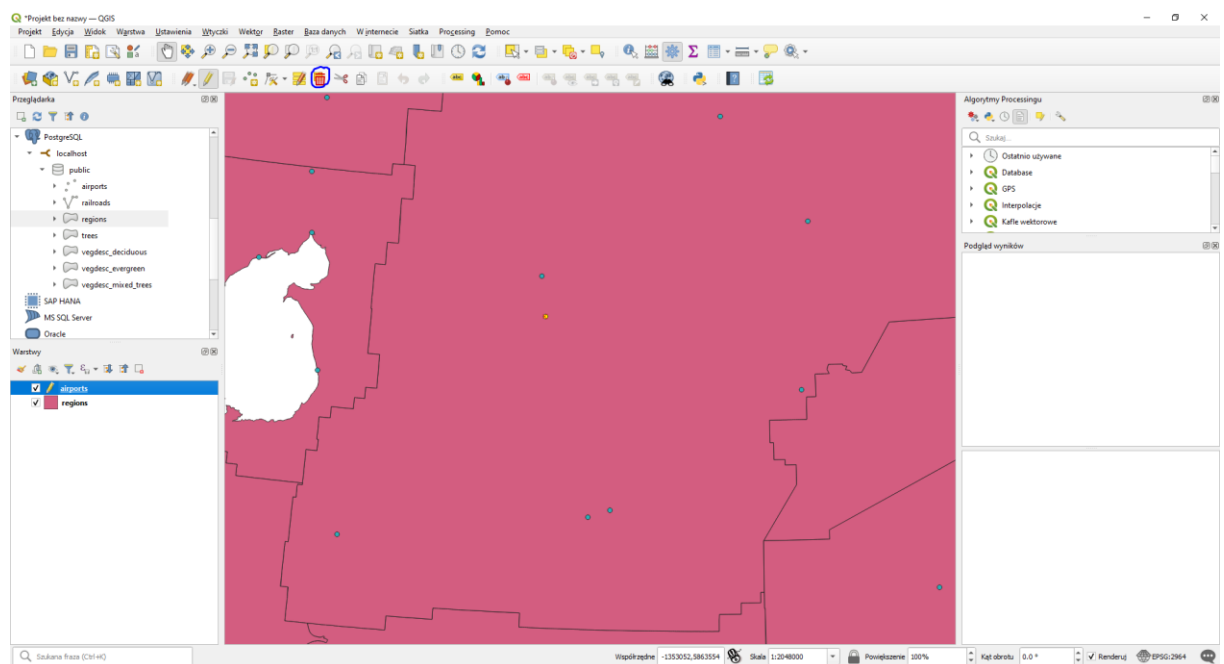 *Projekt bez nazwy — QGIS
Projekt Edycja Widok Warstwa Ustawienia Wtyczki Wektor Raster Baza danych W internecie Siatka Processing Pomoc
abc
Przeglądarka
PostgreSQL
localhost
public
airports
railroads
regions
trees
vegdesc_deciduous
vegdesc_evergreen
vegdesc_mixed_trees
SAP HANA
MS SQL Server
Oracle
Warstwy
airports
regions
Algorytmy Processingu
Szukaj...
Ostatnio używane
Database
GPS
Interpolacje
Kafle wektorowe
Podgląd wyników
Szukana fraza (Ctrl+K)
Współrzędne -1353052,5863554 Skala 1:2048000 Powiększenie 100% Kąt obrotu 0.0 ° Renderuj EPSG:2964